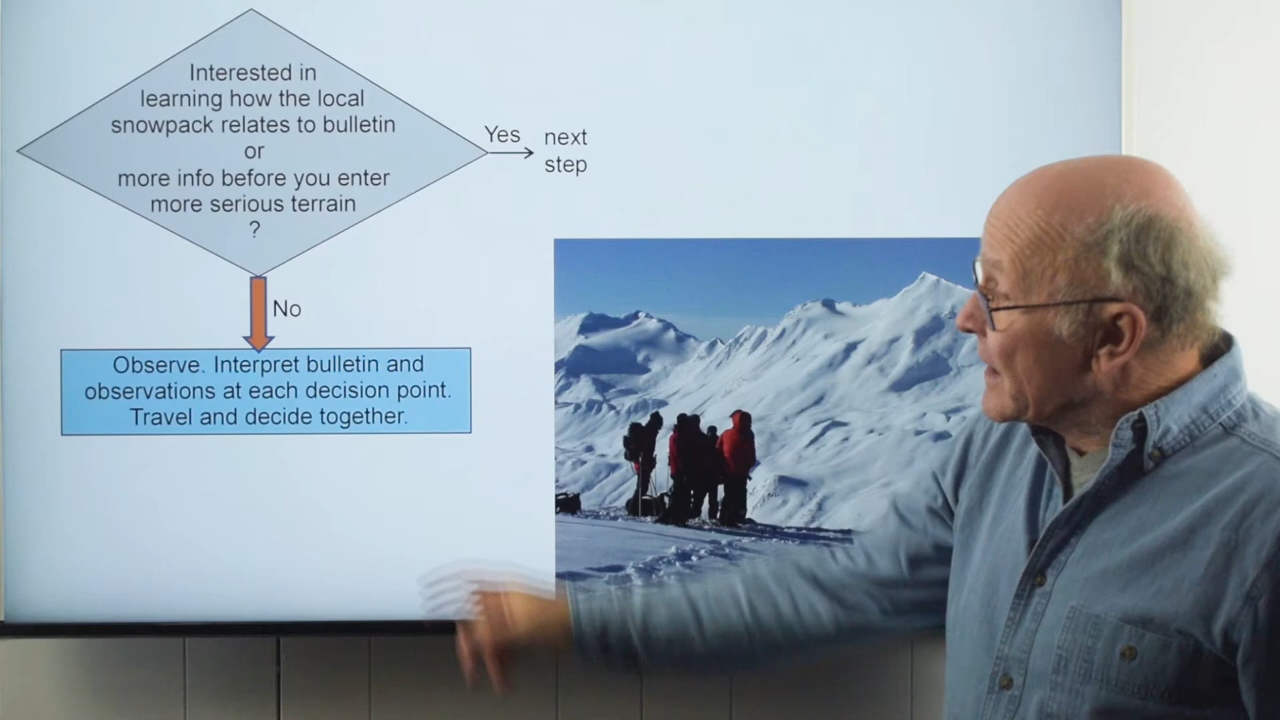 Interested in
learning how the local
snowpack relates to bulletin
or
more info before you enter
more serious terrain
?
Yes
next
step
No
Observe. Interpret bulletin and
observations at each decision point.
Travel and decide together.